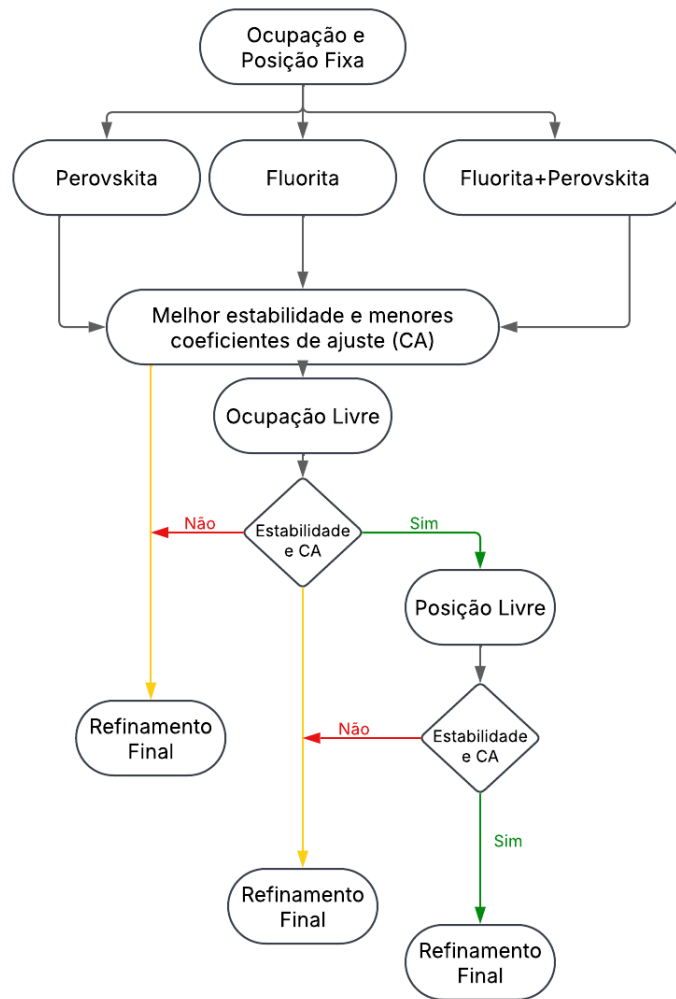 Ocupação e
Posição Fixa
Perovskita
Fluorita
Fluorita+Perovskita
Melhor estabilidade e menores
coeficientes de ajuste (CA)
Ocupação Livre
Não
Estabilidade
e CA
Sim
Posição Livre
Refinamento
Final
Não
Estabilidade
e CA
Sim
Refinamento
Final
Refinamento
Final